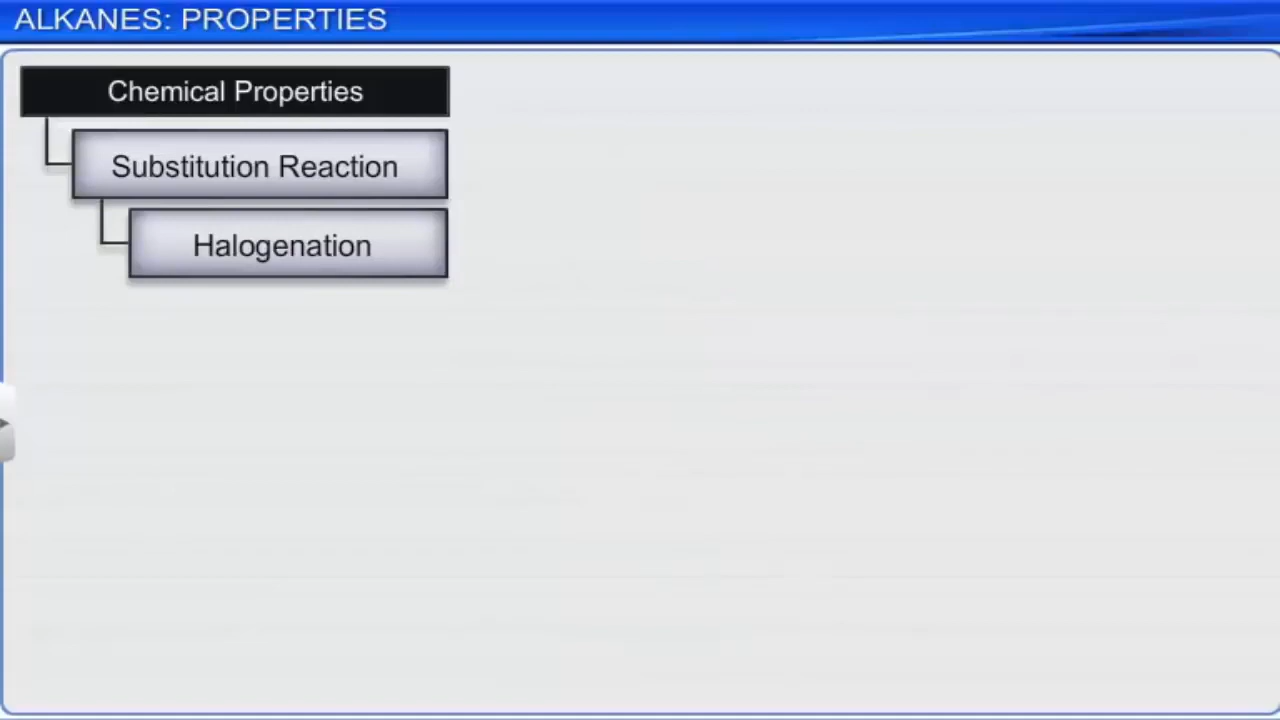 ALKANES: PROPERTIES
Chemical Properties
Substitution Reaction
Halogenation